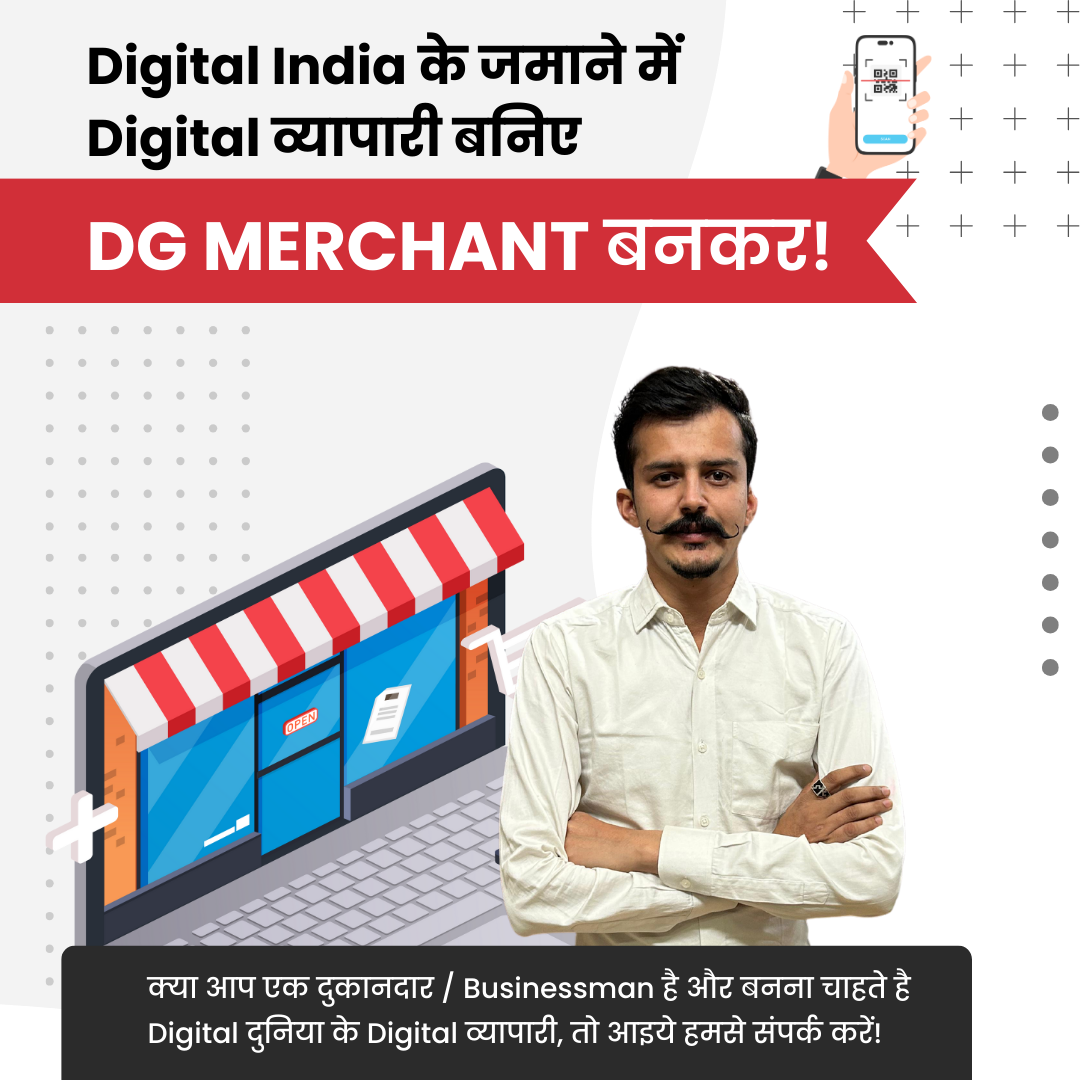 Digital India के जमाने में
Digital व्यापारी बनिए
DG MERCHANT बनकर!
OPEN
क्या आप एक दुकानदार / Businessman है और बनना चाहते है
Digital दुनिया के Digital व्यापारी, तो आइये हमसे संपर्क करें!